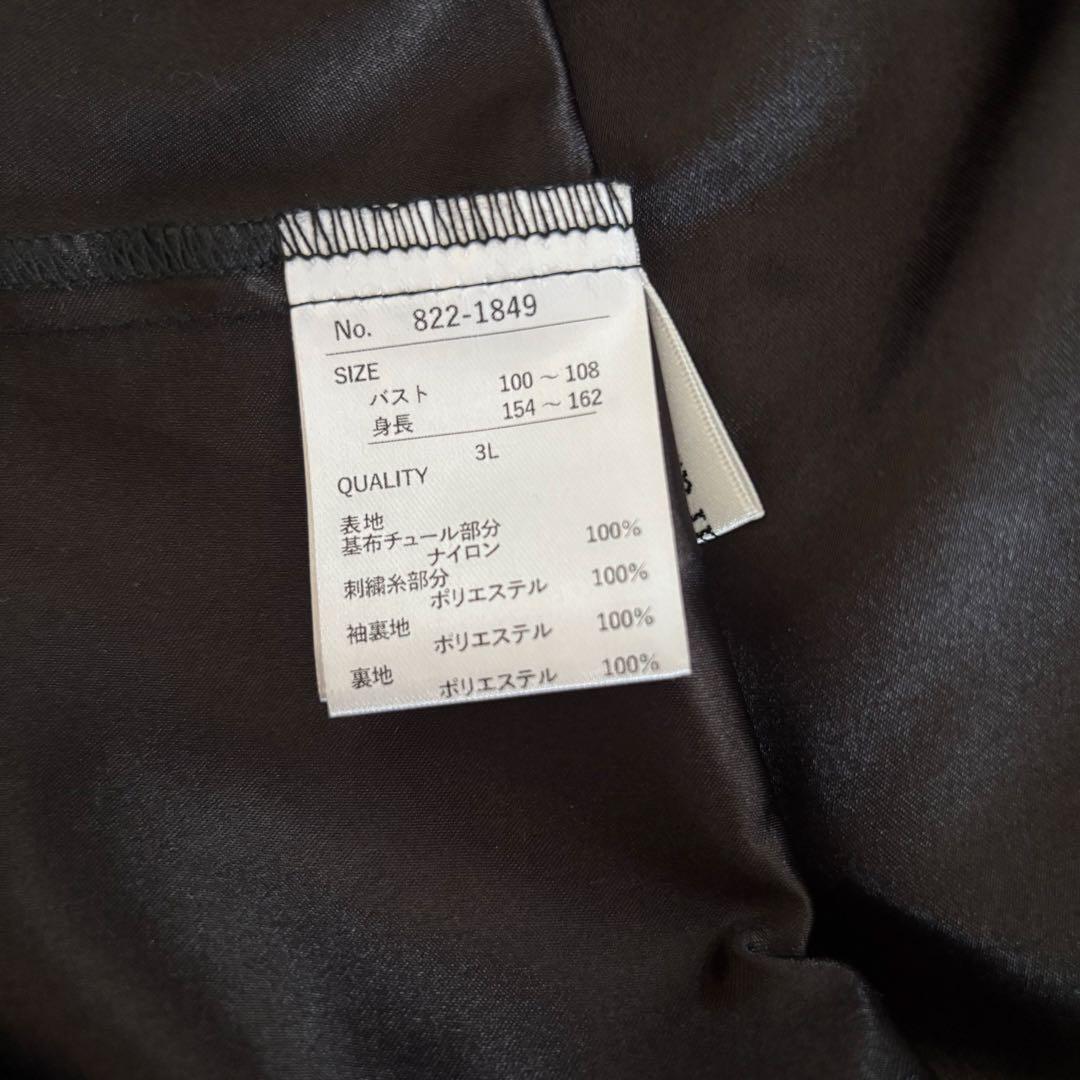 No. 822-1849
SIZE
バスト 100～108
身長 154～162
3L
QUALITY
表地
基布チュール部分
ナイロン 100%
刺繍糸部分
ポリエステル 100%
袖裏地
ポリエステル 100%
裏地
ポリエステル 100%